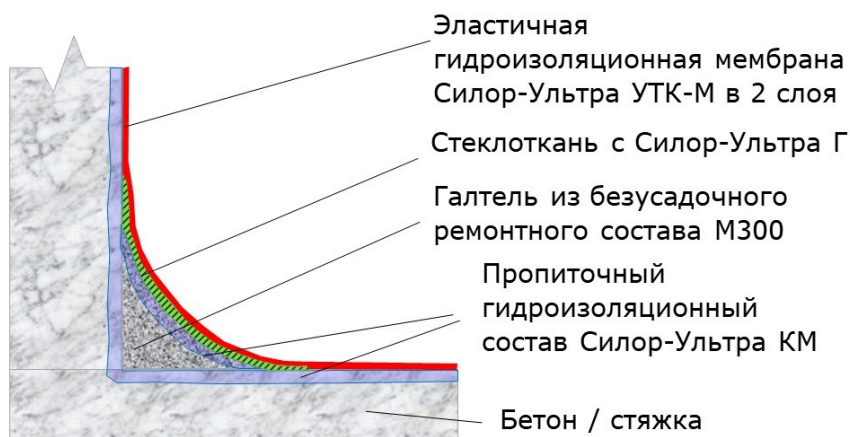 Эластичная
гидроизоляционная мембрана
Силор-Ультра УТК-М в 2 слоя
Стеклоткань с Силор-Ультра Г
Галтель из безусадочного
ремонтного состава М300
Пропиточный
гидроизоляционный
состав Силор-Ультра КМ
Бетон / стяжка